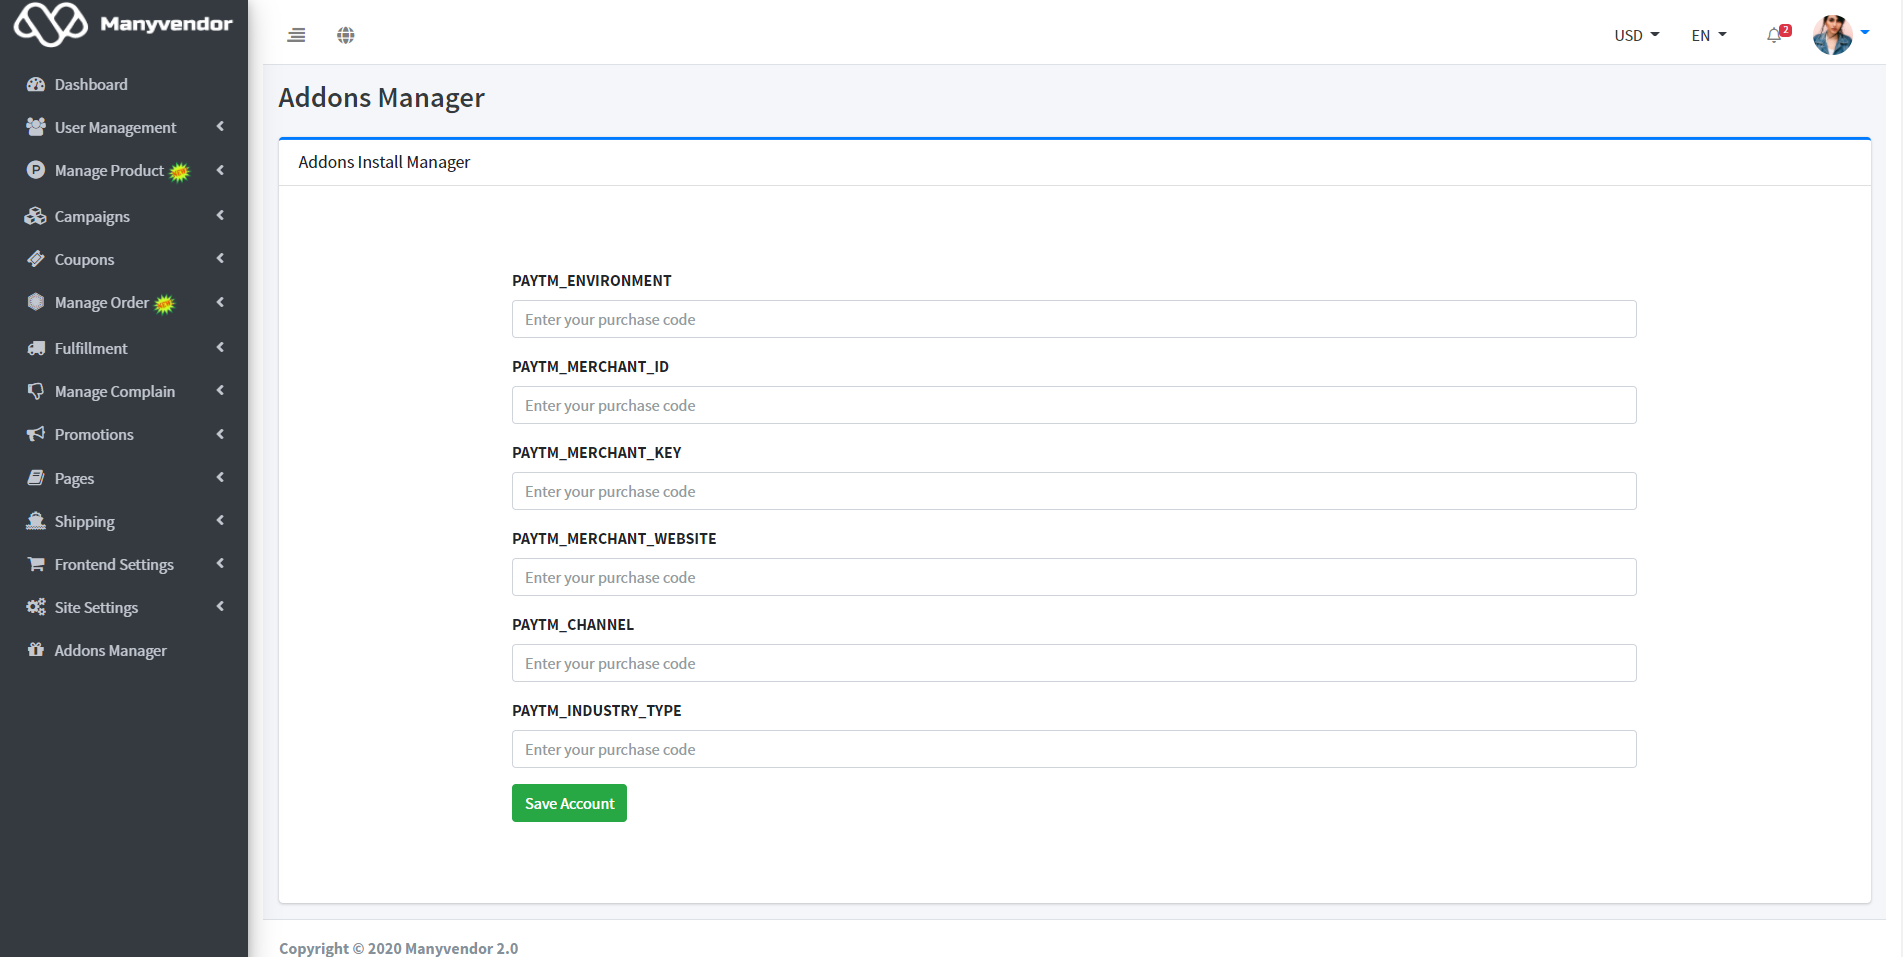 Manyvendor
USD
EN
2
Dashboard
User Management
Manage Product
Campaigns
Coupons
Manage Order
Fulfillment
Manage Complain
Promotions
Pages
Shipping
Frontend Settings
Site Settings
Addons Manager
Addons Manager
Addons Install Manager
PAYTM_ENVIRONMENT
Enter your purchase code
PAYTM_MERCHANT_ID
Enter your purchase code
PAYTM_MERCHANT_KEY
Enter your purchase code
PAYTM_MERCHANT_WEBSITE
Enter your purchase code
PAYTM_CHANNEL
Enter your purchase code
PAYTM_INDUSTRY_TYPE
Enter your purchase code
Save Account
Copyright © 2020 Manyvendor 2.0